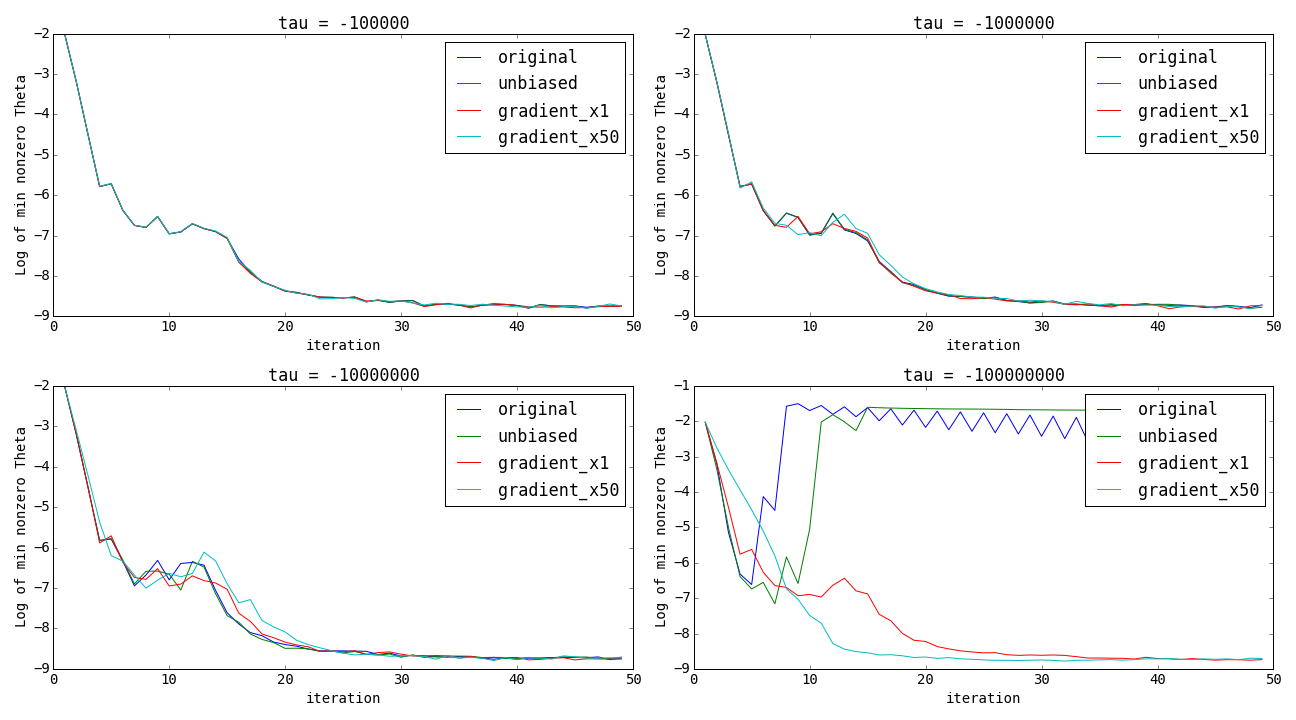 tau = -100000
Log of min nonzero Theta
−2
−3
−4
−5
−6
−7
−8
−9
original
unbiased
gradient_x1
gradient_x50
0 10 20 30 40 50
iteration
tau = -1000000
Log of min nonzero Theta
−2
−3
−4
−5
−6
−7
−8
−9
original
unbiased
gradient_x1
gradient_x50
0 10 20 30 40 50
iteration
tau = -10000000
Log of min nonzero Theta
−2
−3
−4
−5
−6
−7
−8
−9
original
unbiased
gradient_x1
gradient_x50
0 10 20 30 40 50
iteration
tau = -100000000
Log of min nonzero Theta
−1
−2
−3
−4
−5
−6
−7
−8
−9
original
unbiased
gradient_x1
gradient_x50
0 10 20 30 40 50
iteration